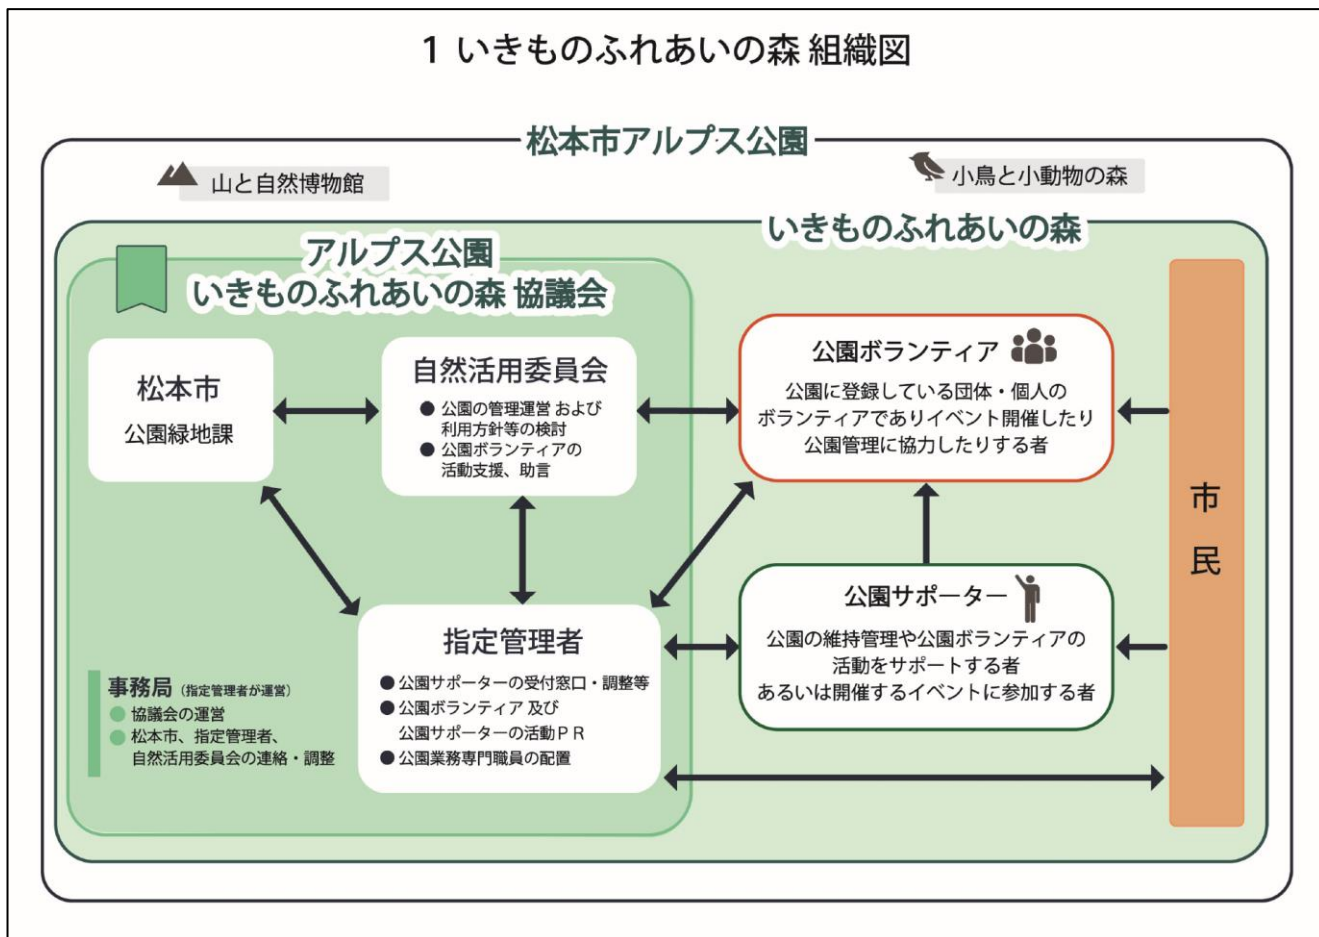 1 いきものふれあいの森 組織図
松本市アルプス公園
山と自然博物館
小鳥と小動物の森
いきものふれあいの森
アルプス公園
いきものふれあいの森 協議会
松本市
公園緑地課
自然活用委員会
● 公園の管理運営 および
利用方針等の検討
● 公園ボランティアの
活動支援、助言
公園ボランティア
公園に登録している団体・個人の
ボランティアでありイベント開催したり
公園管理に協力したりする者
市民
公園サポーター
公園の維持管理や公園ボランティアの
活動をサポートする者
あるいは開催するイベントに参加する者
指定管理者
● 公園サポーターの受付窓口・調整等
● 公園ボランティア 及び
公園サポーターの活動PR
● 公園業務専門職員の配置
事務局 (指定管理者が運営)
● 協議会の運営
● 松本市、指定管理者、
自然活用委員会の連絡・調整